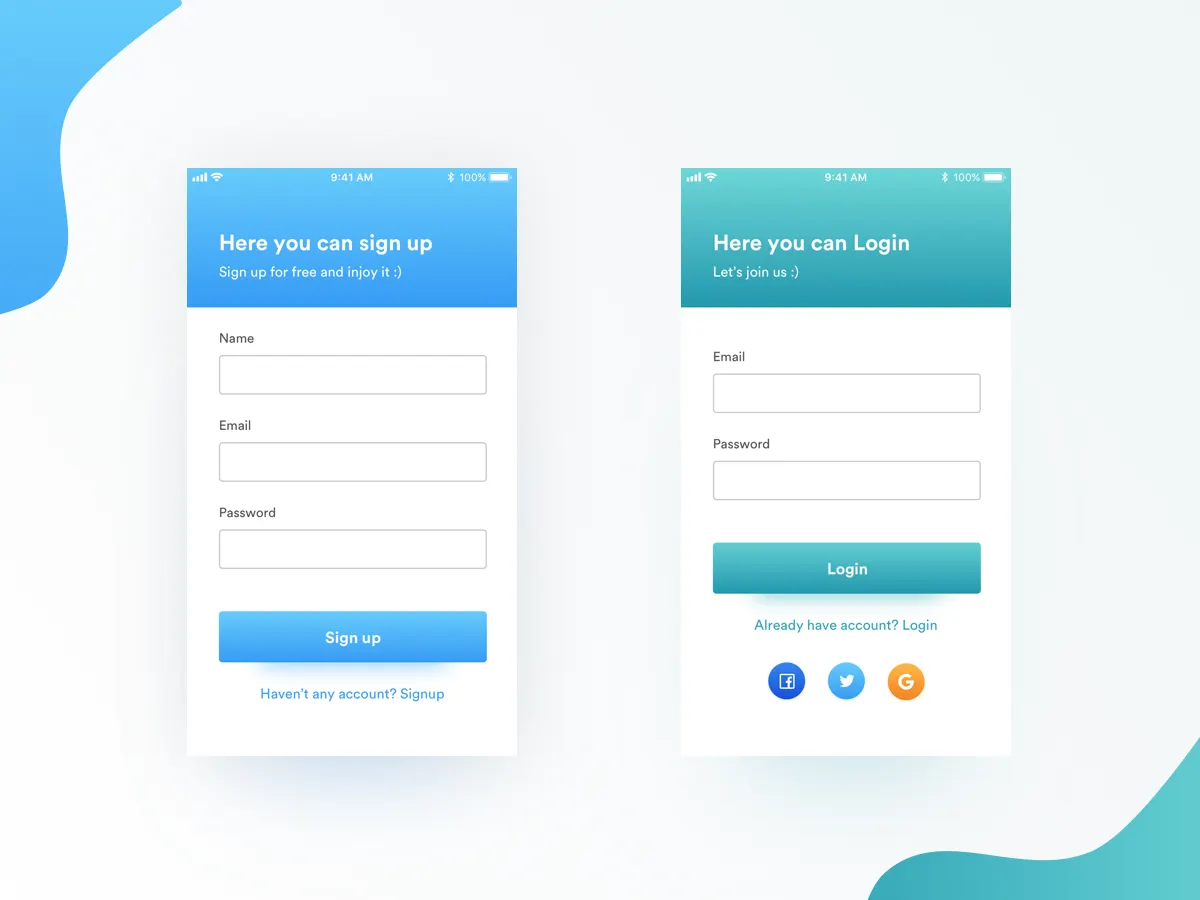 9:41 AM
100%
Here you can sign up
Sign up for free and injoy it :)
Name
Email
Password
Sign up
Haven't any account? Signup
9:41 AM
100%
Here you can Login
Let's join us :)
Email
Password
Login
Already have account? Login
G